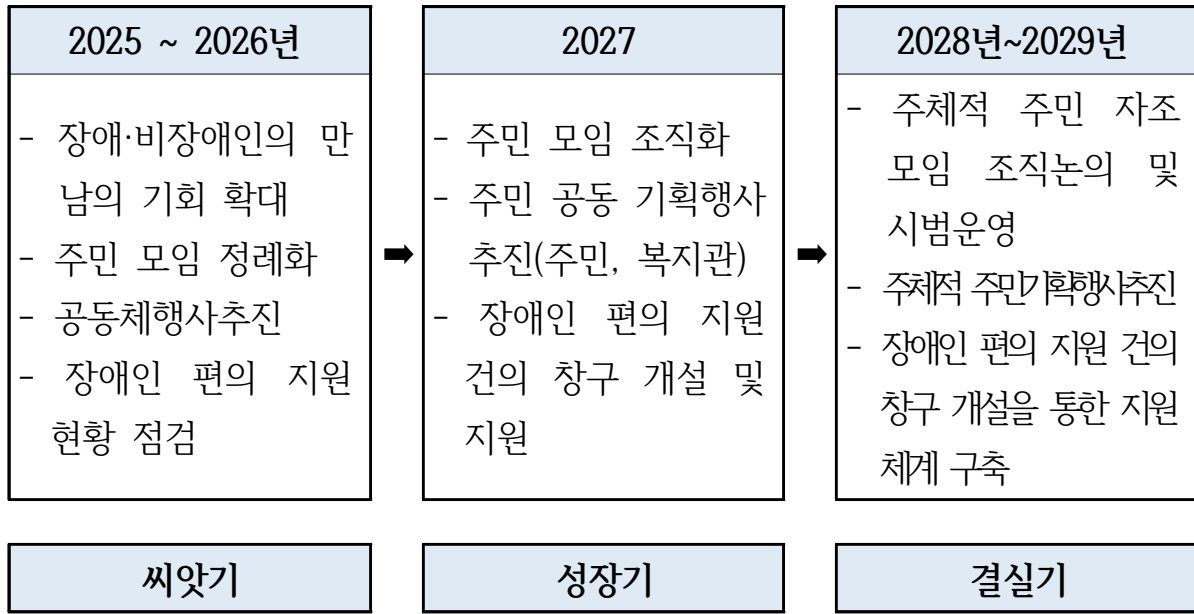 2025 ~ 2026년
- 장애·비장애인의 만
남의 기회 확대
- 주민 모임 정례화
- 공동체행사추진
- 장애인 편의 지원
현황 점검
➡
2027
- 주민 모임 조직화
- 주민 공동 기획행사
추진(주민, 복지관)
- 장애인 편의 지원
건의 창구 개설 및
지원
➡
2028년~2029년
- 주체적 주민 자조
모임 조직논의 및
시범운영
- 주체적 주민기획행사추진
- 장애인 편의 지원 건의
창구 개설을 통한 지원
체계 구축
씨앗기
성장기
결실기